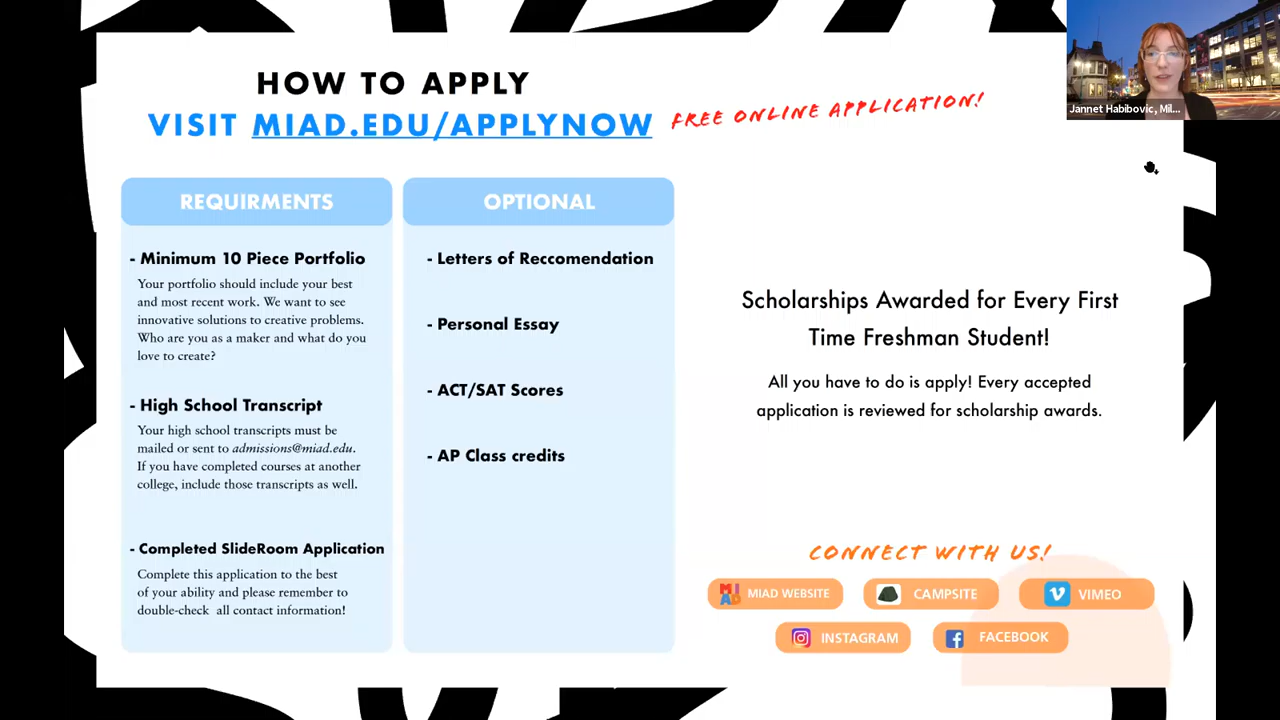 HOW TO APPLY
VISIT MIAD.EDU/APPLYNOW
FREE ONLINE APPLICATION!
Jannet Habibovic, Mil...
REQUIRMENTS
- Minimum 10 Piece Portfolio
Your portfolio should include your best
and most recent work. We want to see
innovative solutions to creative problems.
Who are you as a maker and what do you
love to create?
- High School Transcript
Your high school transcripts must be
mailed or sent to admissions@miad.edu.
If you have completed courses at another
college, include those transcripts as well.
- Completed SlideRoom Application
Complete this application to the best
of your ability and please remember to
double-check all contact information!
OPTIONAL
- Letters of Reccomendation
- Personal Essay
- ACT/SAT Scores
- AP Class credits
Scholarships Awarded for Every First
Time Freshman Student!
All you have to do is apply! Every accepted
application is reviewed for scholarship awards.
CONNECT WITH US!
MIAD
MIAD WEBSITE
CAMPSITE
VIMEO
INSTAGRAM
FACEBOOK